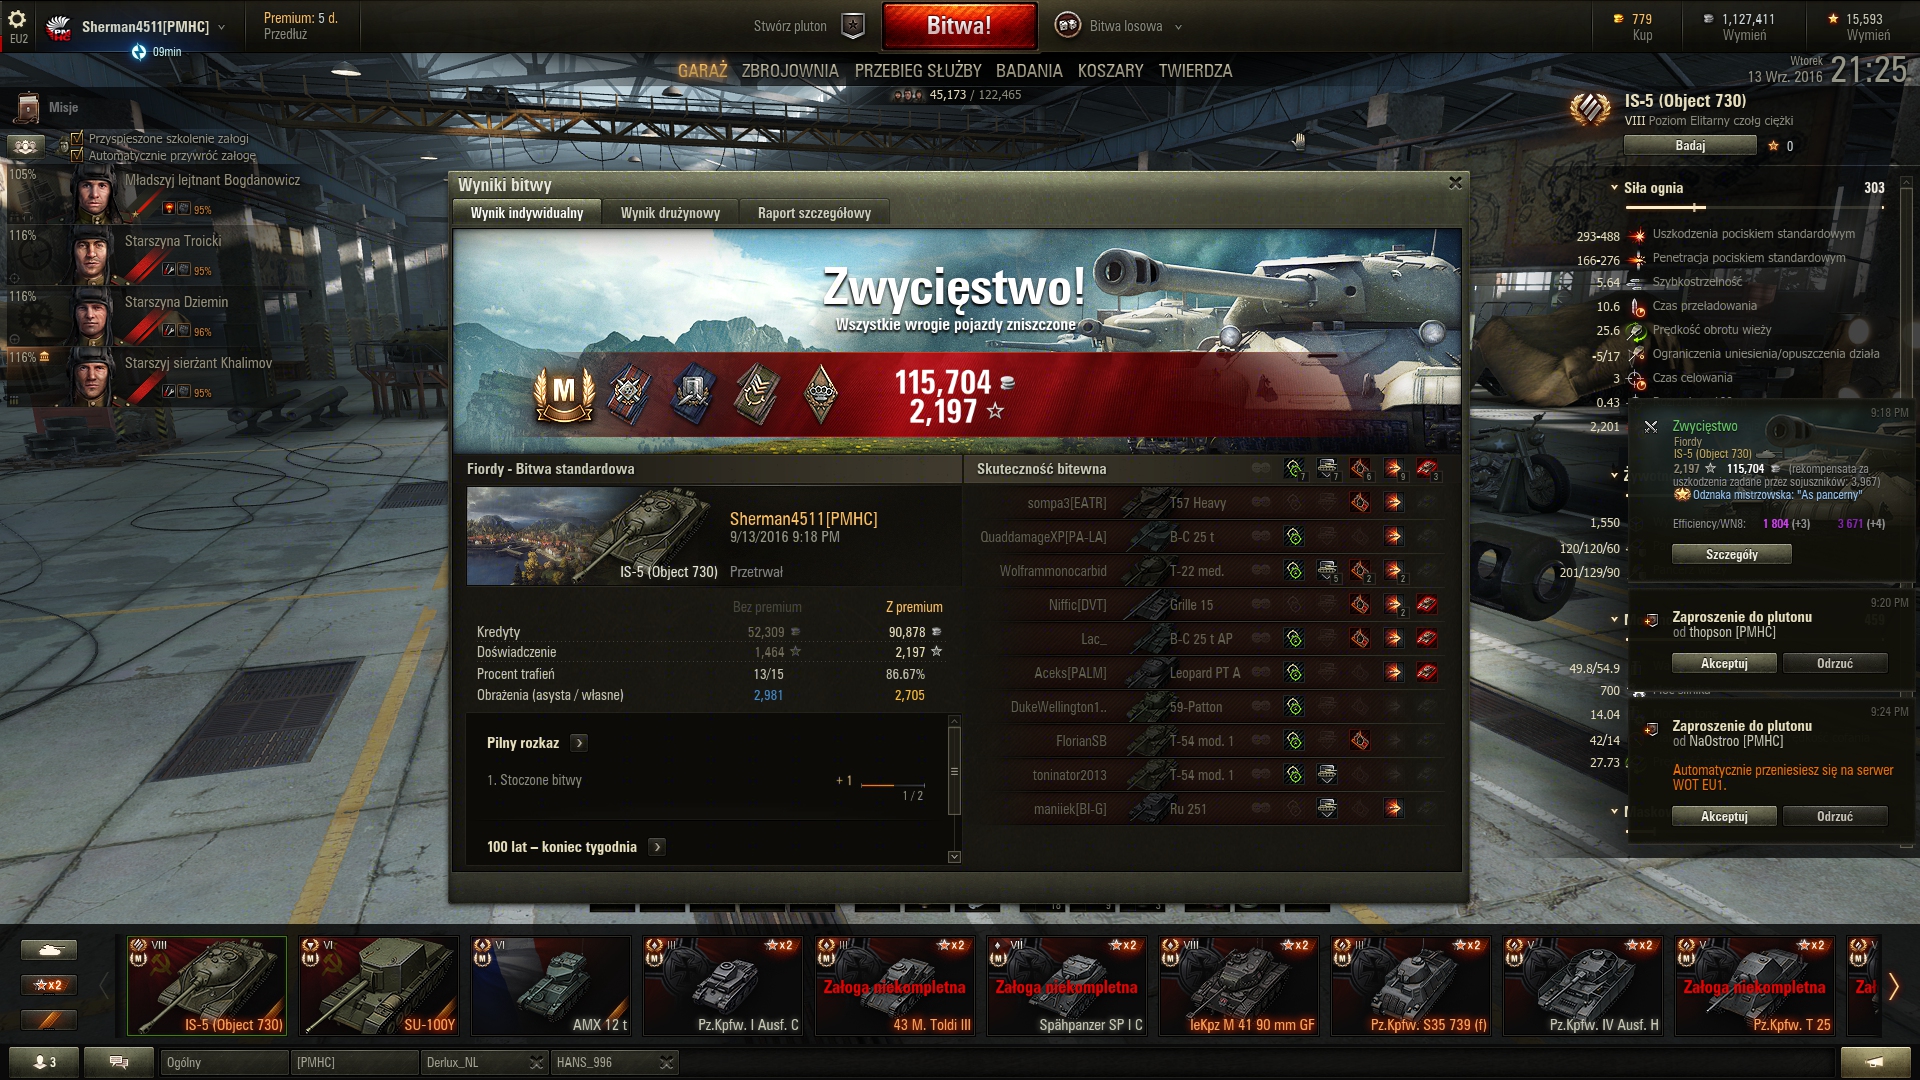 EU2
Sherman4511[PMHC]
09min
Premium: 5 d.
Przedłuż
Stwórz pluton
Bitwa!
Bitwa losowa
779
Kup
1,127,411
Wymień
15,593
Wymień
GARAŻ ZBROJOWNIA PRZEBIEG SŁUŻBY BADANIA KOSZARY TWIERDZA
45,173 / 122,465
Wtorek
13 Wrz. 2016
21:25
Misje
Przyspieszone szkolenie załogi
Automatycznie przywróć załogę
105%
Młodszyj lejtnant Bogdanowicz
95%
116%
Starszyna Troicki
95%
116%
Starszyna Dziemin
96%
116%
Starszyj sierżant Khalimov
95%
IS-5 (Object 730)
VIII Poziom Elitarny czołg ciężki
Badaj
0
Siła ognia 303
293-488 Uszkodzenia pociskiem standardowym
166-276 Penetracja pociskiem standardowym
5.64 Szybkostrzelność
10.6 Czas przeładowania
25.6 Prędkość obrotu wieży
-5/17 Ograniczenia uniesienia/opuszczenia działa
3 Czas celowania
0.43
2,201
1,550
120/120/60
201/129/90
49.8/54.9
700
14.04
42/14
27.73
Wyniki bitwy
Wynik indywidualny
Wynik drużynowy
Raport szczegółowy
Zwycięstwo!
Wszystkie wrogie pojazdy zniszczone
M
115,704
2,197
Fiordy - Bitwa standardowa
Sherman4511[PMHC]
9/13/2016 9:18 PM
IS-5 (Object 730)
Przetrwał
Bez premium Z premium
Kredyty 52,309 90,878
Doświadczenie 1,464 2,197
Procent trafień 13/15 86.67%
Obrażenia (asysta / własne) 2,981 2,705
Pilny rozkaz
1. Stoczone bitwy + 1
1 / 2
100 lat – koniec tygodnia
Skuteczność bitewna
7 7 6 9 3
sompa3[EATR] T57 Heavy
QuaddamageXP[PA-LA] B-C 25 t
Wolframmonocarbid T-22 med. 5 2 2
Niffic[DVT] Grille 15 2
Lac_ B-C 25 t AP
Aceks[PALM] Leopard PT A
DukeWellington1.. 59-Patton
FlorianSB T-54 mod. 1
toninator2013 T-54 mod. 1
maniiek[BI-G] Ru 251
9:18 PM
Zwycięstwo
Fiordy
IS-5 (Object 730)
2,197 115,704 (rekompensata za
uszkodzenia zadane przez sojuszników: 3,967)
Odznaka mistrzowska: "As pancerny"
Efficiency/WN8: 1 804 (+3) 3 671 (+4)
Szczegóły
9:20 PM
Zaproszenie do plutonu
od thopson [PMHC]
Akceptuj
Odrzuć
9:24 PM
Zaproszenie do plutonu
od NaOstroo [PMHC]
Automatycznie przeniesiesz się na serwer
WOT EU1.
Akceptuj
Odrzuć
x2
VIII
M
IS-5 (Object 730)
VI
M
SU-100Y
VI
M
AMX 12 t
III
x2
M
Pz.Kpfw. I Ausf. C
III
x2
M
Załoga niekompletna
43 M. Toldi III
VII
x2
M
Załoga niekompletna
Spähpanzer SP I C
VIII
x2
M
leKpz M 41 90 mm GF
III
x2
M
Pz.Kpfw. S35 739 (f)
V
x2
M
Pz.Kpfw. IV Ausf. H
V
x2
M
Załoga niekompletna
Pz.Kpfw. T 25
M
3
Ogólny
[PMHC]
Derlux_NL
HANS_996